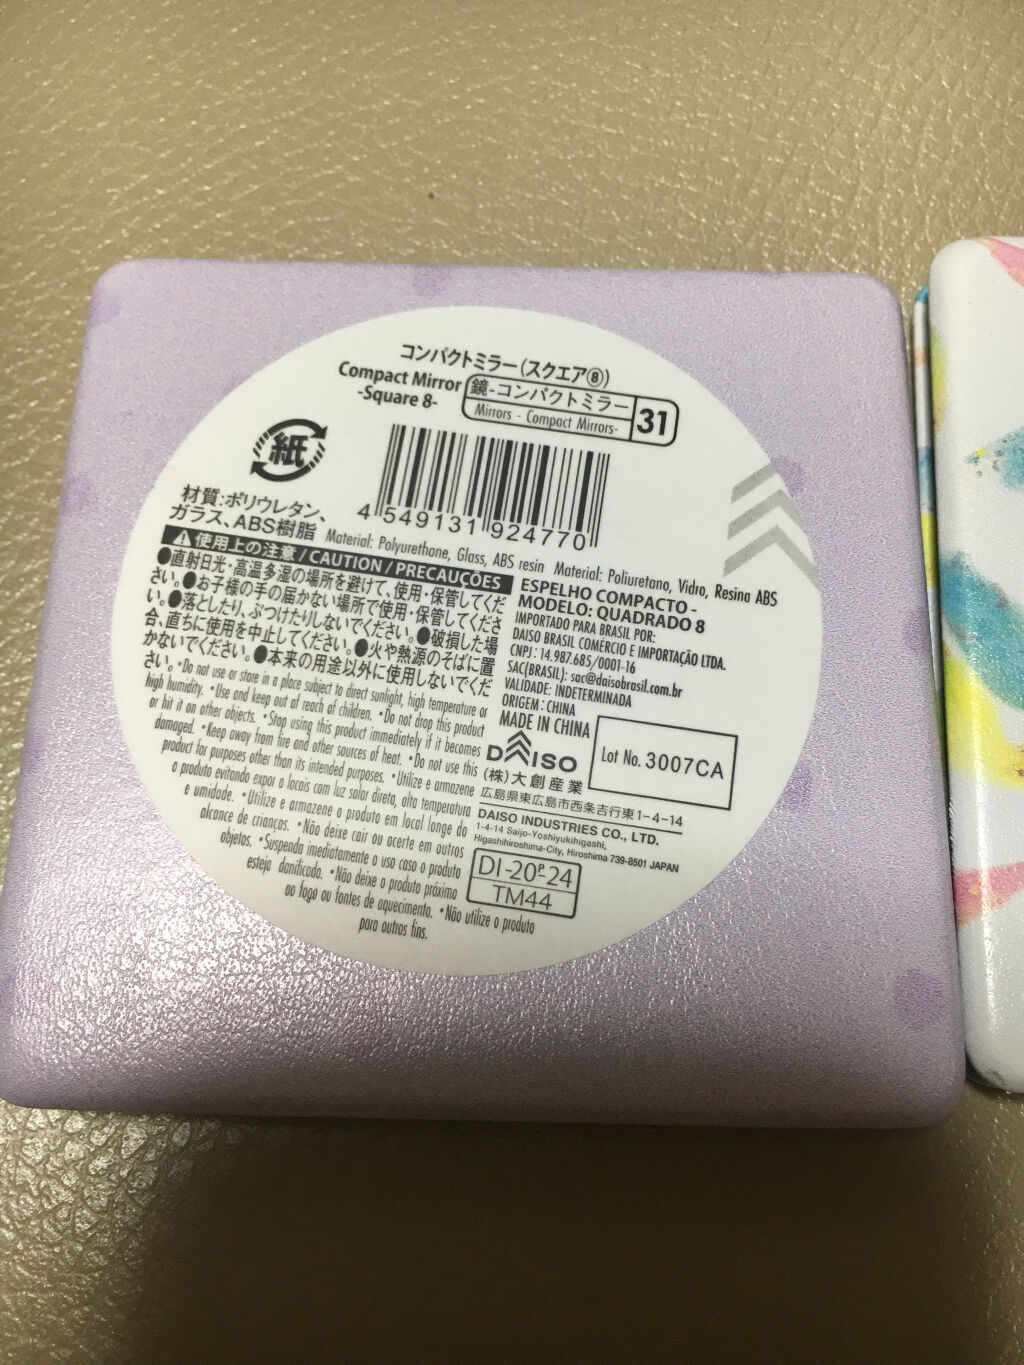 コンパクトミラー(スクエア⑧)
Compact Mirror
-Square 8-
鏡-コンパクトミラー
Mirrors - Compact Mirrors-
31
紙
4 549131 924770
材質:ポリウレタン、
ガラス、ABS樹脂 Material: Polyurethane, Glass, ABS resin Material: Poliuretano, Vidro, Resina ABS
使用上の注意/CAUTION/PRECAUÇÕES
●直射日光・高温多湿の場所を避けて、使用・保管してくだ
さい。●お子様の手の届かない場所で使用・保管してくださ
い。●落としたり、ぶつけたりしないでください。●破損した場
合、直ちに使用を中止してください。●火や熱源のそばに置
かないでください。●本来の用途以外に使用しないでくだ
さい。•Do not use or store in a place subject to direct sunlight, high temperature or
high humidity. •Use and keep out of reach of children. •Do not drop this product
or hit it on other objects. •Stop using this product immediately if it becomes
damaged. •Keep away from fire and other sources of heat. •Do not use this
product for purposes other than its intended purposes. •Utilize e armazene
o produto evitando expor a locais com luz solar direta, alta temperatura
e umidade. •Utilize e armazene o produto em local longe do
alcance de crianças. •Não deixe cair ou acerte em outros
objetos. •Suspenda imediatamente o uso caso o produto
esteja danificado. •Não deixe o produto próximo
ao fogo ou fontes de aquecimento. •Não utilize o produto
para outros fins.
ESPELHO COMPACTO -
MODELO: QUADRADO 8
IMPORTADO PARA BRASIL POR:
DAISO BRASIL COMÉRCIO E IMPORTAÇÃO LTDA.
CNPJ: 14.987.685/0001-16
SAC(BRASIL): sac@daisobrasil.com.br
VALIDADE: INDETERMINADA
ORIGEM: CHINA
MADE IN CHINA
DAISO
Lot No. 3007CA
(株)大創産業
広島県東広島市西条吉行東1-4-14
DAISO INDUSTRIES CO., LTD.
1-4-14 Saijo-Yoshiyukihigashi,
Higashihiroshima-City, Hiroshima 739-8501 JAPAN
DI-20P-24
TM44